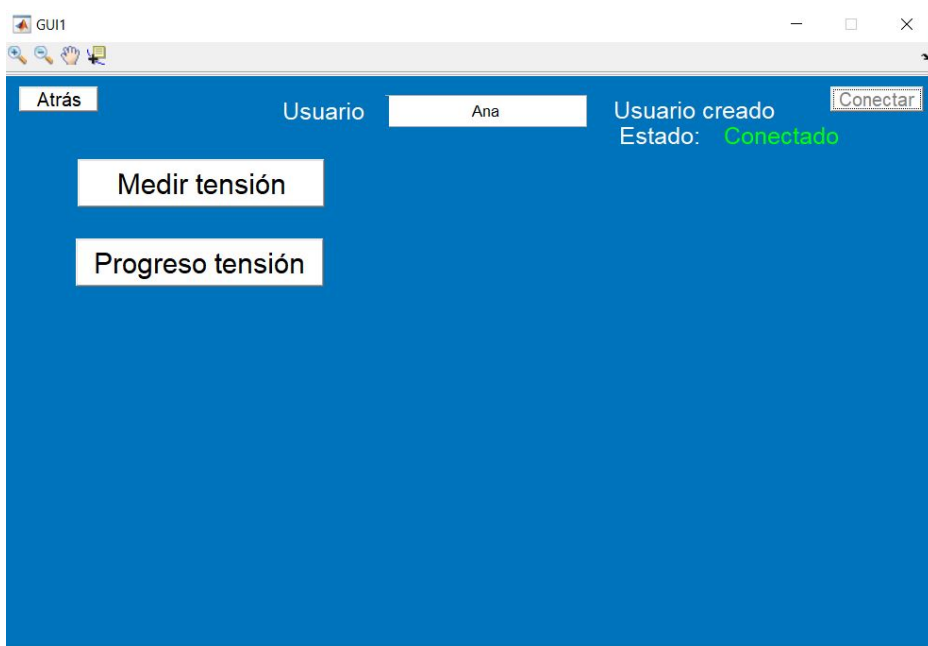 GUI1
Atrás
Usuario
Ana
Usuario creado
Conectar
Estado: Conectado
Medir tensión
Progreso tensión